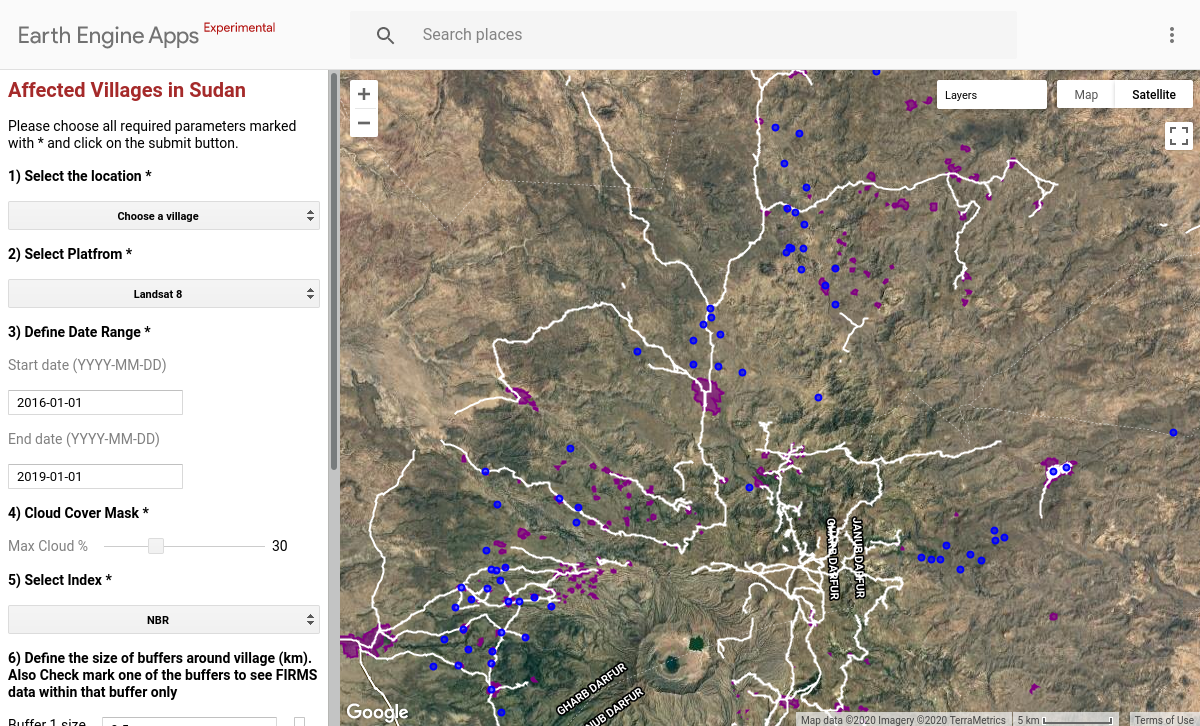 Earth Engine Apps Experimental
Search places
Affected Villages in Sudan
Please choose all required parameters marked
with * and click on the submit button.
1) Select the location *
Choose a village
2) Select Platfrom *
Landsat 8
3) Define Date Range *
Start date (YYYY-MM-DD)
2016-01-01
End date (YYYY-MM-DD)
2019-01-01
4) Cloud Cover Mask *
Max Cloud %
30
5) Select Index *
NBR
6) Define the size of buffers around village (km).
Also Check mark one of the buffers to see FIRMS
data within that buffer only
Buffer 1 size
Layers
Map
Satellite
JANUB DARFUR
GHARB DARFUR
GHARB DARFUR
JANUB DARFUR
Google
Map data ©2020 Imagery ©2020 TerraMetrics
5 km
Terms of Use